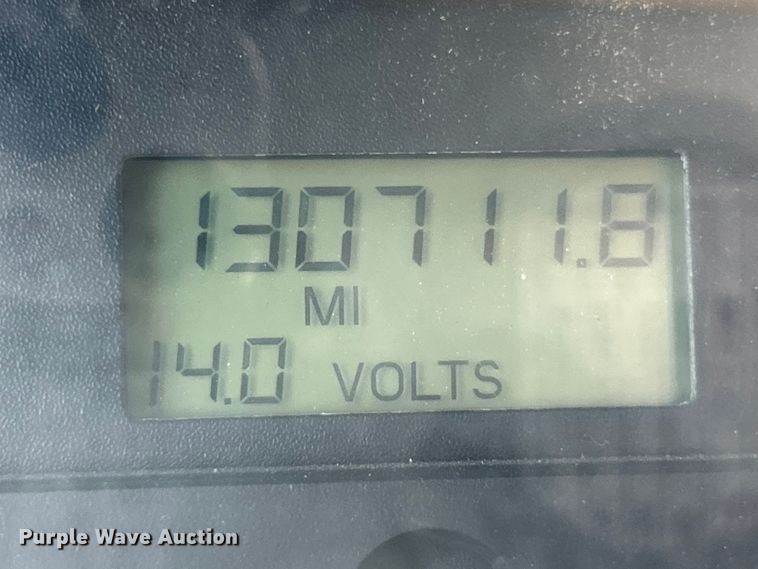 130711.8
MI
14.0 VOLTS
Purple Wave Auction